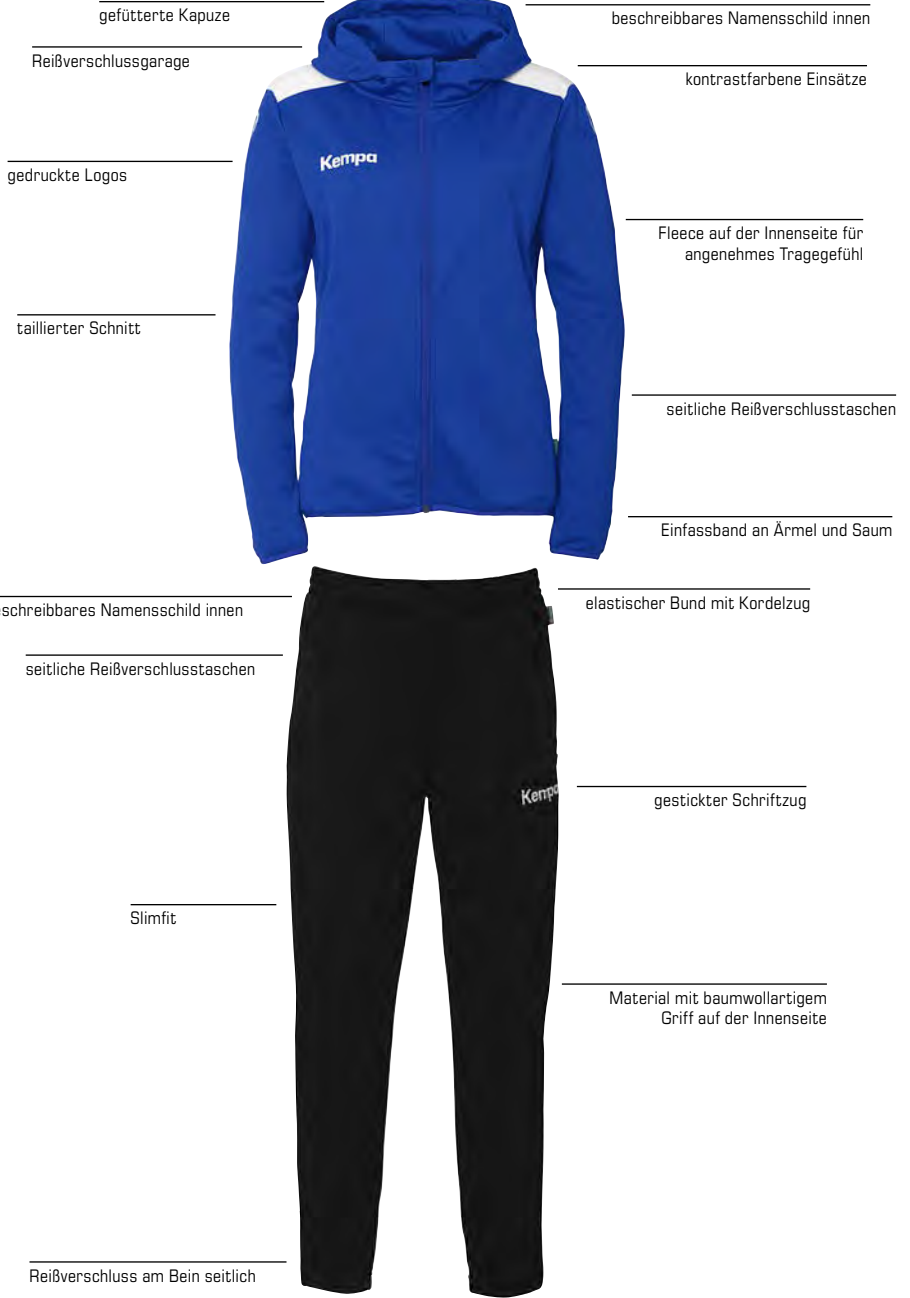 gefütterte Kapuze
beschreibbares Namensschild innen
Reißverschlussgarage
kontrastfarbene Einsätze
Kempa
gedruckte Logos
Fleece auf der Innenseite für
angenehmes Tragegefühl
taillierter Schnitt
seitliche Reißverschlusstaschen
Einfassband an Ärmel und Saum
eschreibbares Namensschild innen
elastischer Bund mit Kordelzug
seitliche Reißverschlusstaschen
Kempa
gestickter Schriftzug
Slimfit
Material mit baumwollartigem
Griff auf der Innenseite
Reißverschluss am Bein seitlich